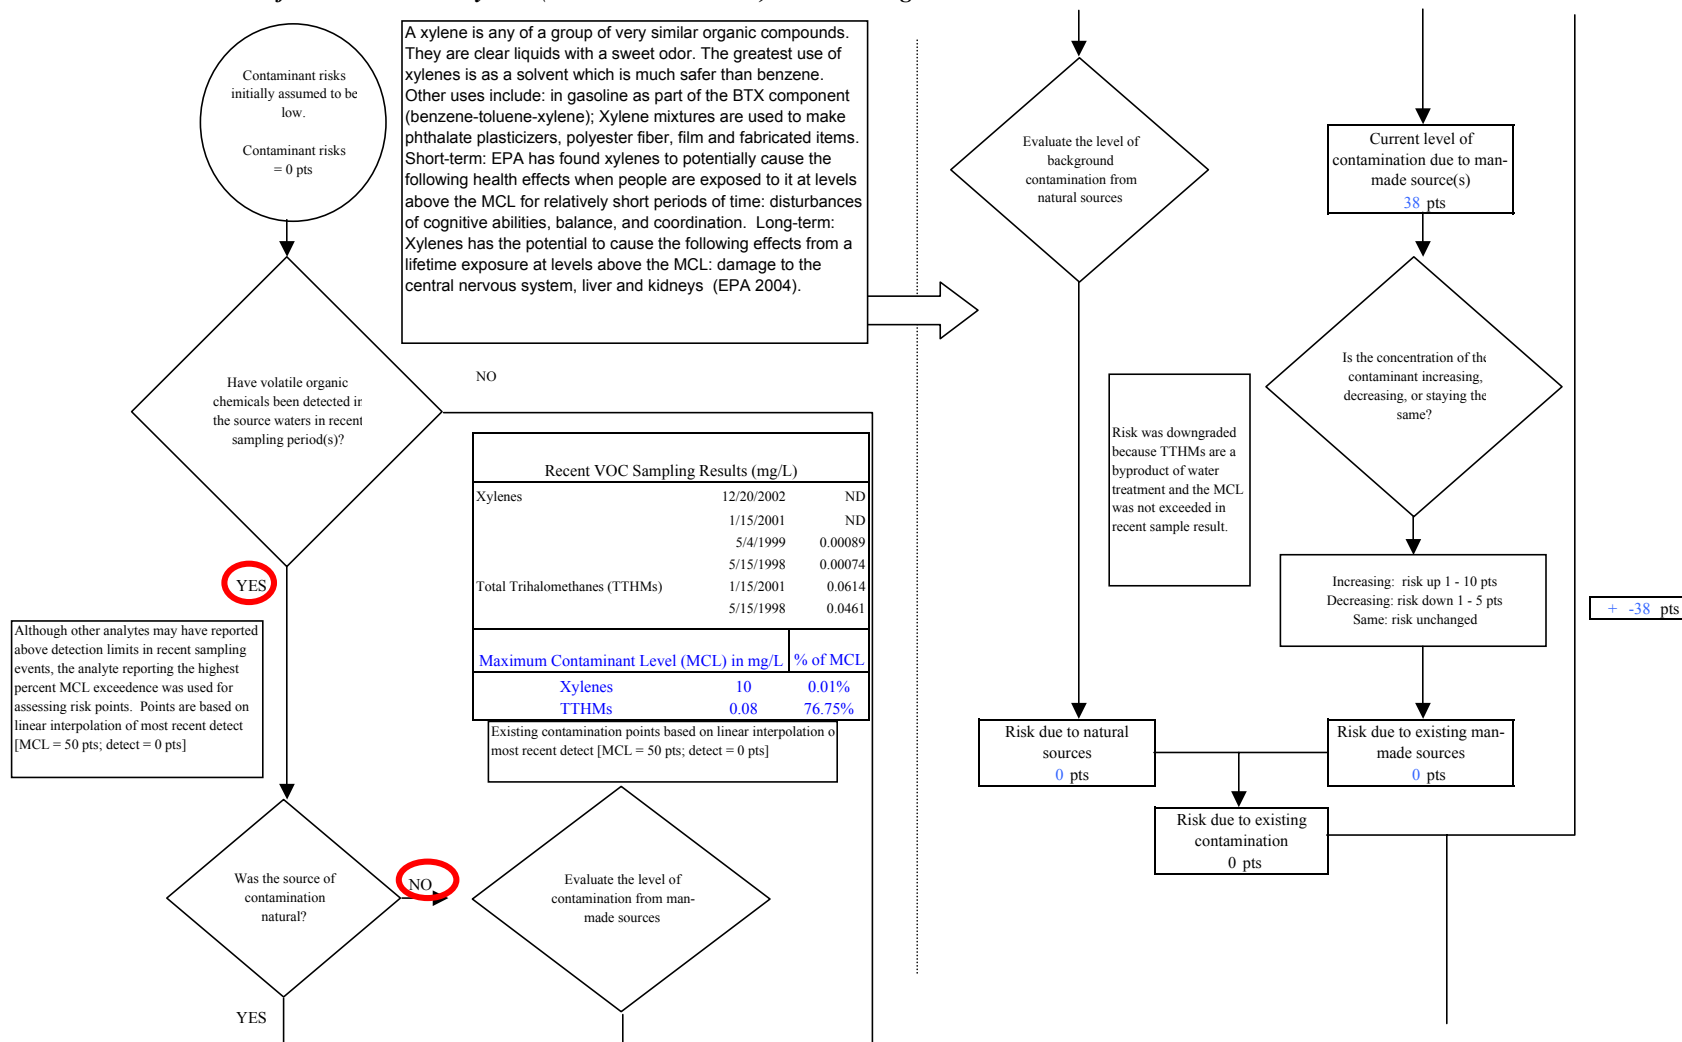 Contaminant risks
initially assumed to be
low.
Contaminant risks
= 0 pts
A xylene is any of a group of very similar organic compounds.
They are clear liquids with a sweet odor. The greatest use of
xylenes is as a solvent which is much safer than benzene.
Other uses include: in gasoline as part of the BTX component
(benzene-toluene-xylene); Xylene mixtures are used to make
phthalate plasticizers, polyester fiber, film and fabricated items.
Short-term: EPA has found xylenes to potentially cause the
following health effects when people are exposed to it at levels
above the MCL for relatively short periods of time: disturbances
of cognitive abilities, balance, and coordination. Long-term:
Xylenes has the potential to cause the following effects from a
lifetime exposure at levels above the MCL: damage to the
central nervous system, liver and kidneys (EPA 2004).
Have volatile organic
chemicals been detected in
the source waters in recent
sampling period(s)?
NO
YES
Recent VOC Sampling Results (mg/L)
Xylenes 12/20/2002 ND
1/15/2001 ND
5/4/1999 0.00089
5/15/1998 0.00074
Total Trihalomethanes (TTHMs) 1/15/2001 0.0614
5/15/1998 0.0461
Maximum Contaminant Level (MCL) in mg/L % of MCL
Xylenes 10 0.01%
TTHMs 0.08 76.75%
Existing contamination points based on linear interpolation o
most recent detect [MCL = 50 pts; detect = 0 pts]
Although other analytes may have reported
above detection limits in recent sampling
events, the analyte reporting the highest
percent MCL exceedence was used for
assessing risk points. Points are based on
linear interpolation of most recent detect
[MCL = 50 pts; detect = 0 pts]
Was the source of
contamination
natural?
NO
YES
Evaluate the level of
contamination from man-
made sources
Evaluate the level of
background
contamination from
natural sources
Current level of
contamination due to man-
made source(s)
38 pts
Is the concentration of the
contaminant increasing,
decreasing, or staying the
same?
Risk was downgraded
because TTHMs are a
byproduct of water
treatment and the MCL
was not exceeded in
recent sample result.
Increasing: risk up 1 - 10 pts
Decreasing: risk down 1 - 5 pts
Same: risk unchanged
+ -38 pts
Risk due to natural
sources
0 pts
Risk due to existing man-
made sources
0 pts
Risk due to existing
contamination
0 pts